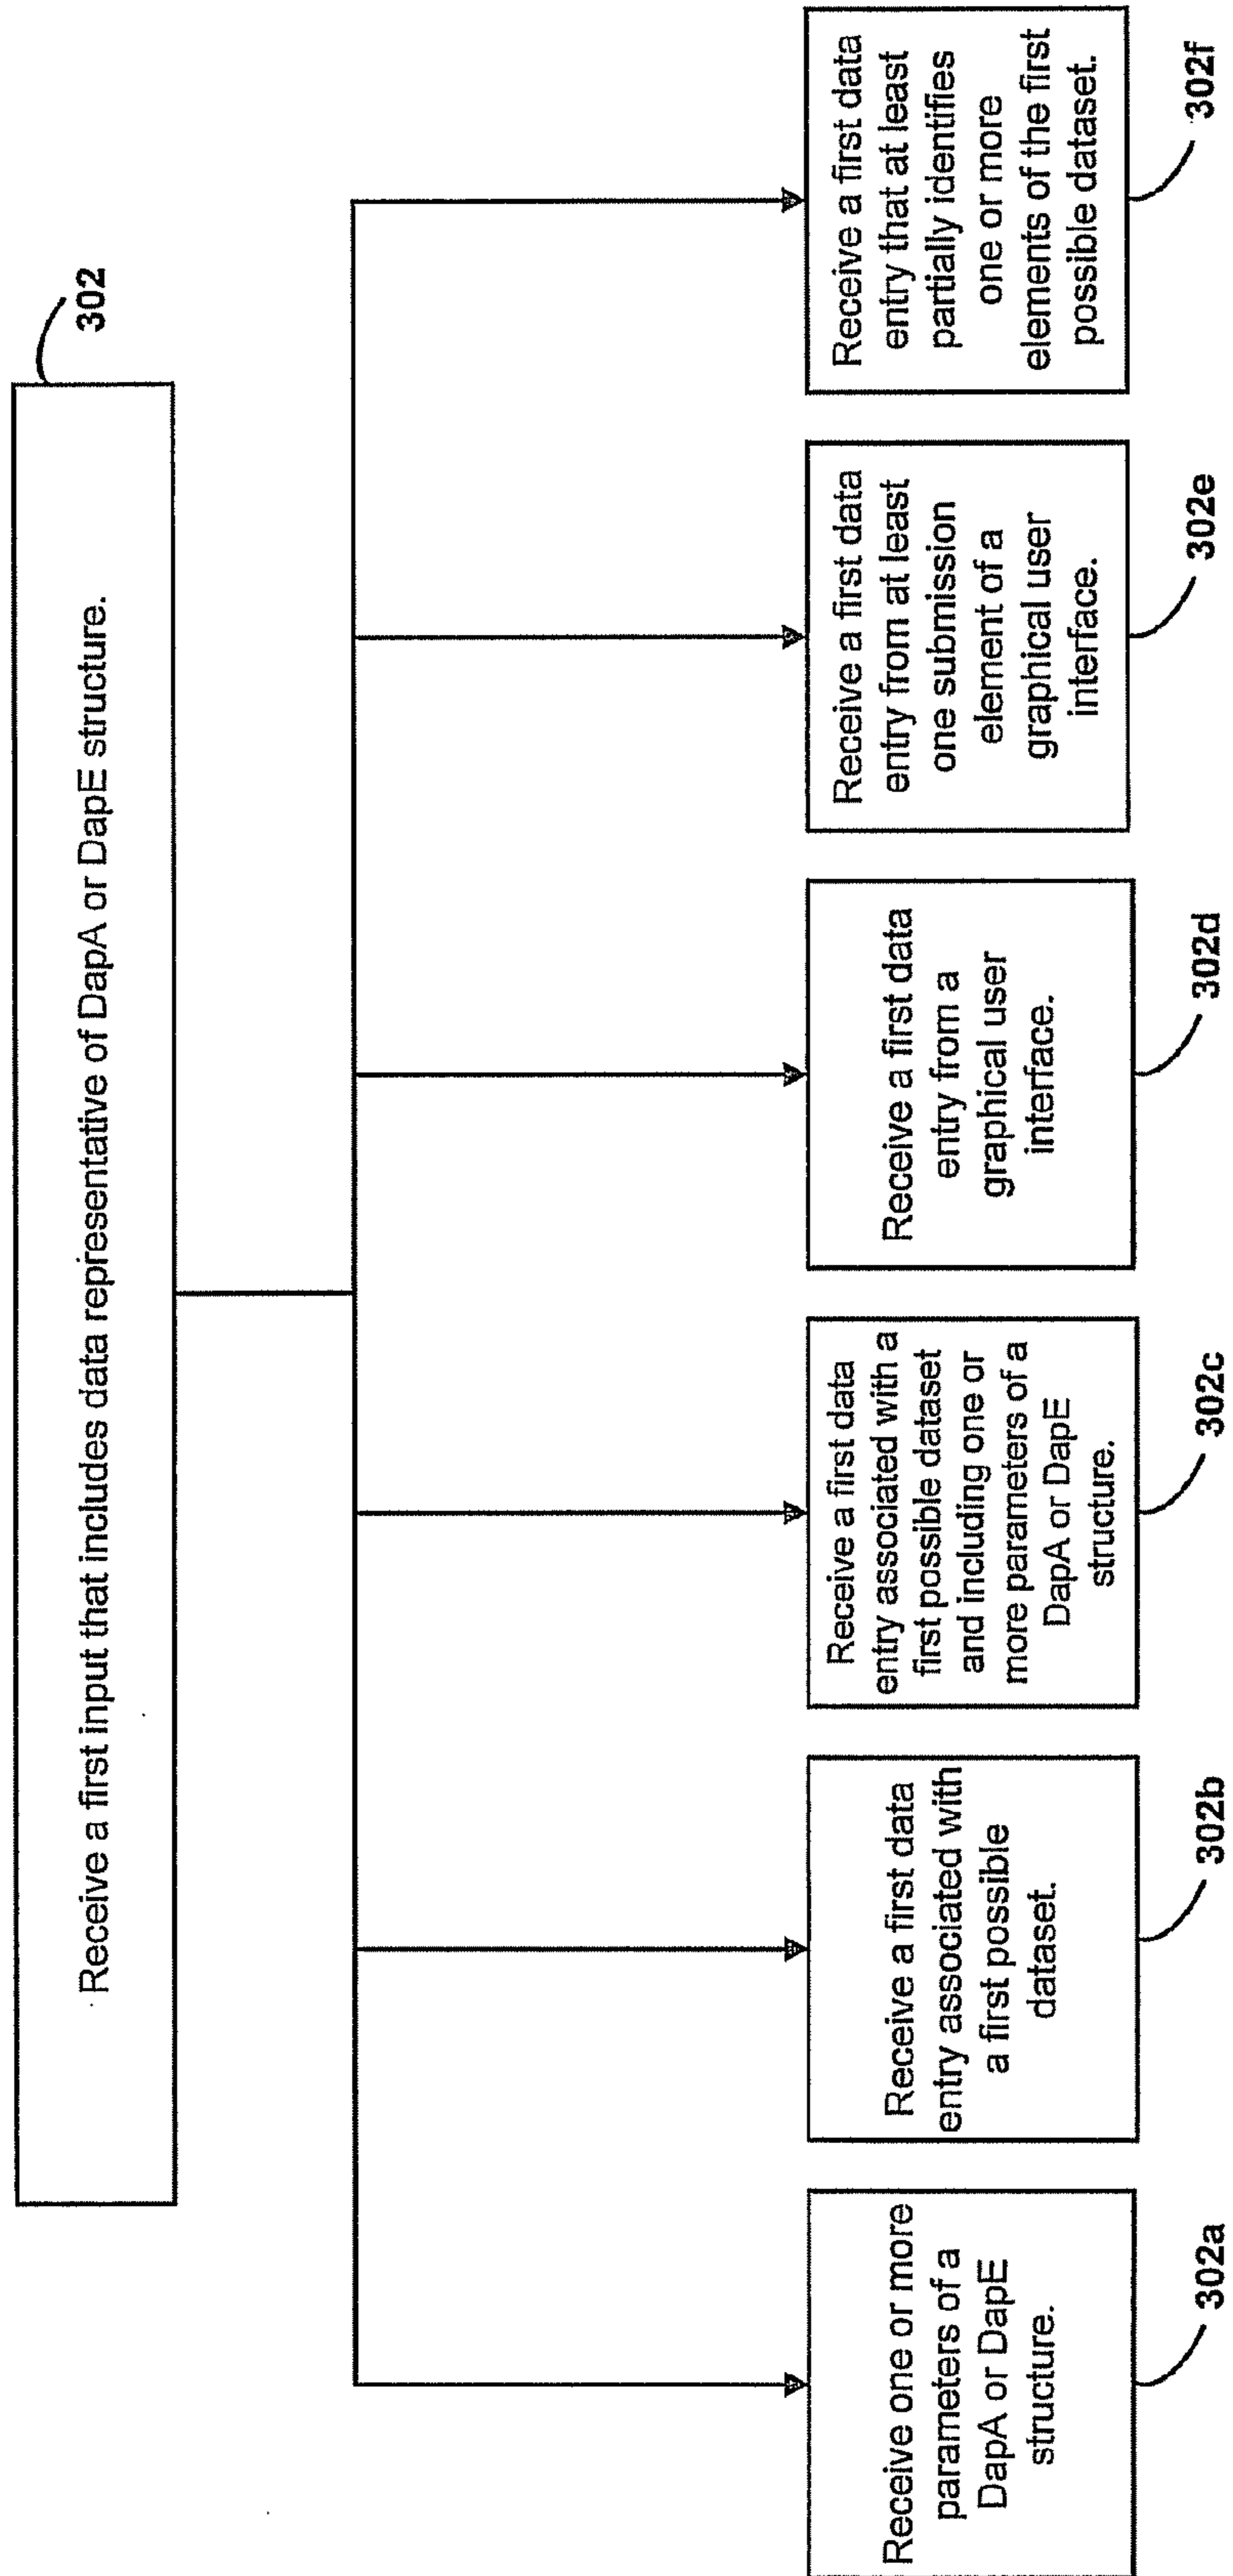 Receive a first input that includes data representative of DapA or DapE structure.
302
Receive one or more
parameters of a
DapA or DapE
structure.
302a
Receive a first data
entry associated with
a first possible
dataset.
302b
Receive a first data
entry associated with a
first possible dataset
and including one or
more parameters of a
DapA or DapE
structure.
302c
Receive a first data
entry from a
graphical user
interface.
302d
Receive a first data
entry from at least
one submission
element of a
graphical user
interface.
302e
Receive a first data
entry that at least
partially identifies
one or more
elements of the first
possible dataset.
302f